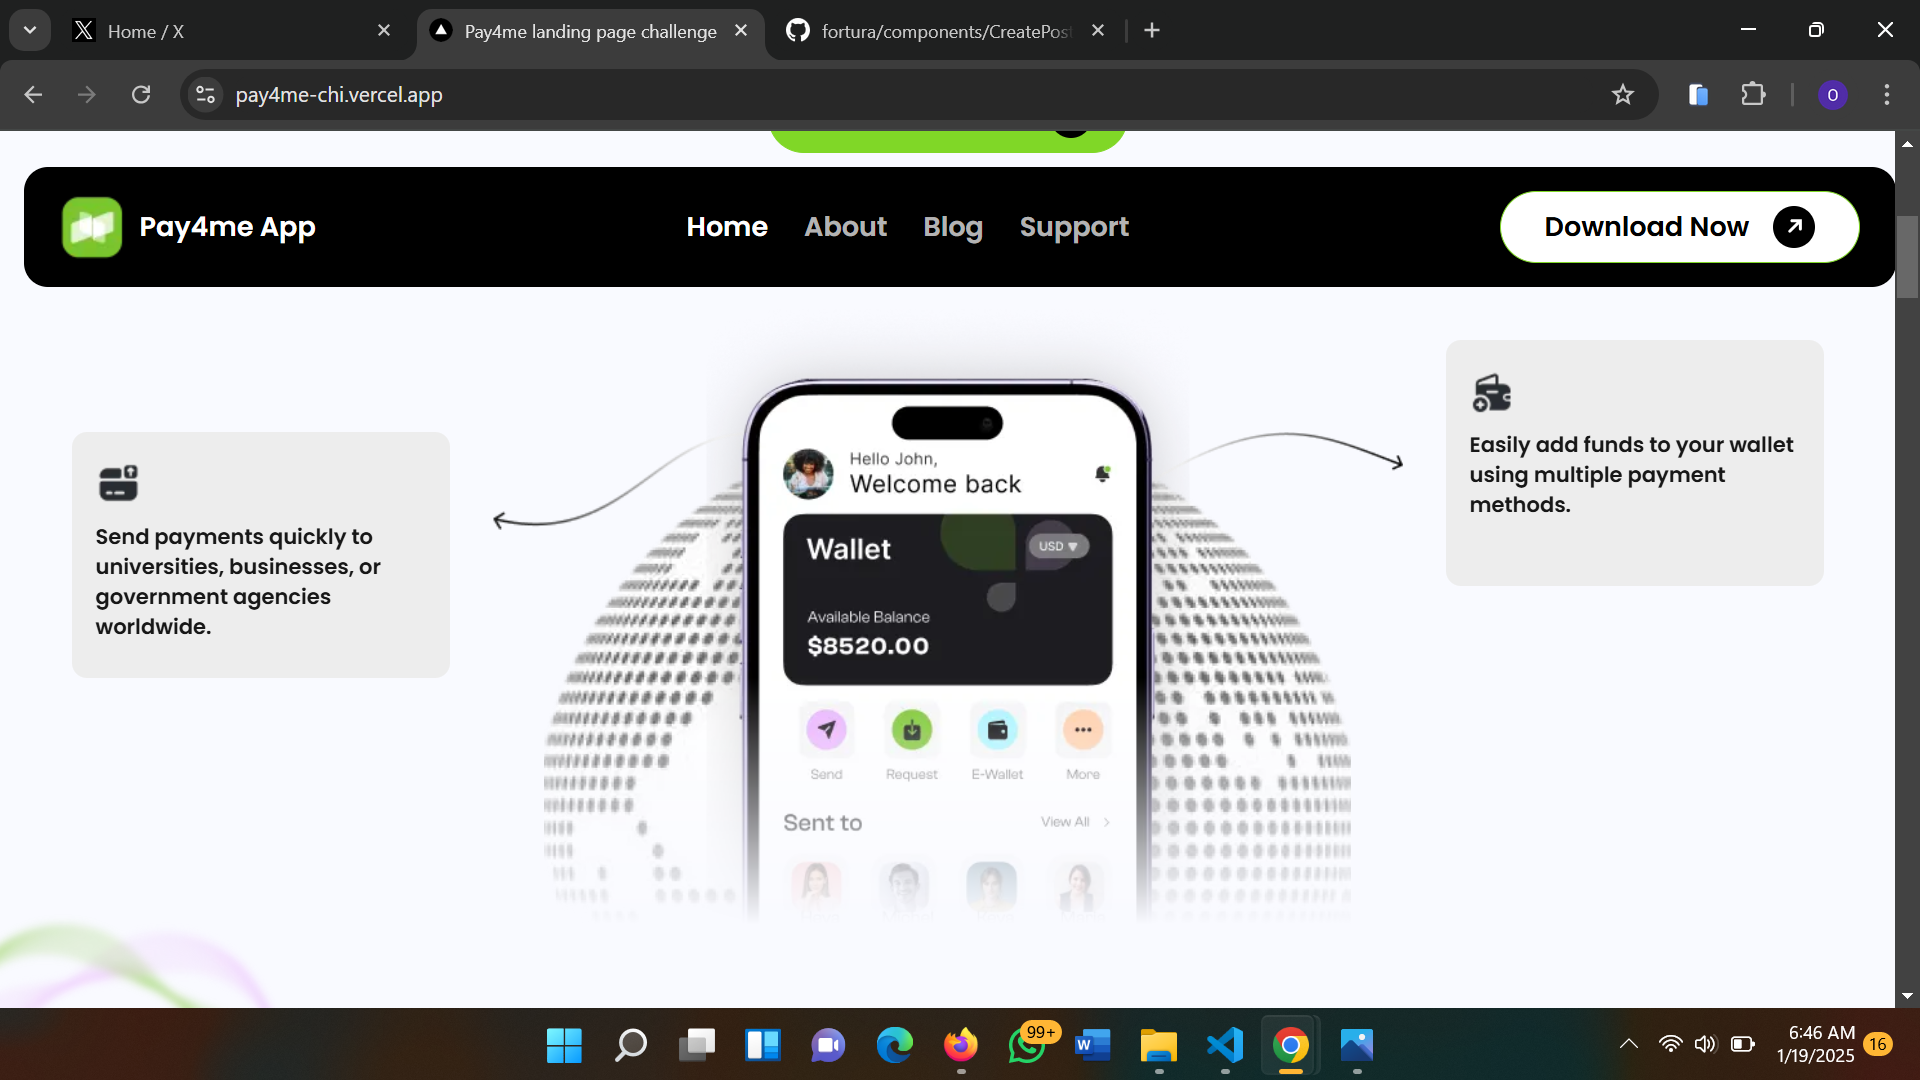 Home / X
Pay4me landing page challenge
fortura/components/CreatePost
pay4me-chi.vercel.app
O
Pay4me App
Home
About
Blog
Support
Download Now
Send payments quickly to
universities, businesses, or
government agencies
worldwide.
Hello John,
Welcome back
Wallet
USD
Available Balance
$8520.00
Send
Request
E-Wallet
More
Sent to
View All
Easily add funds to your wallet
using multiple payment
methods.
99+
W
6:46 AM
1/19/2025
16